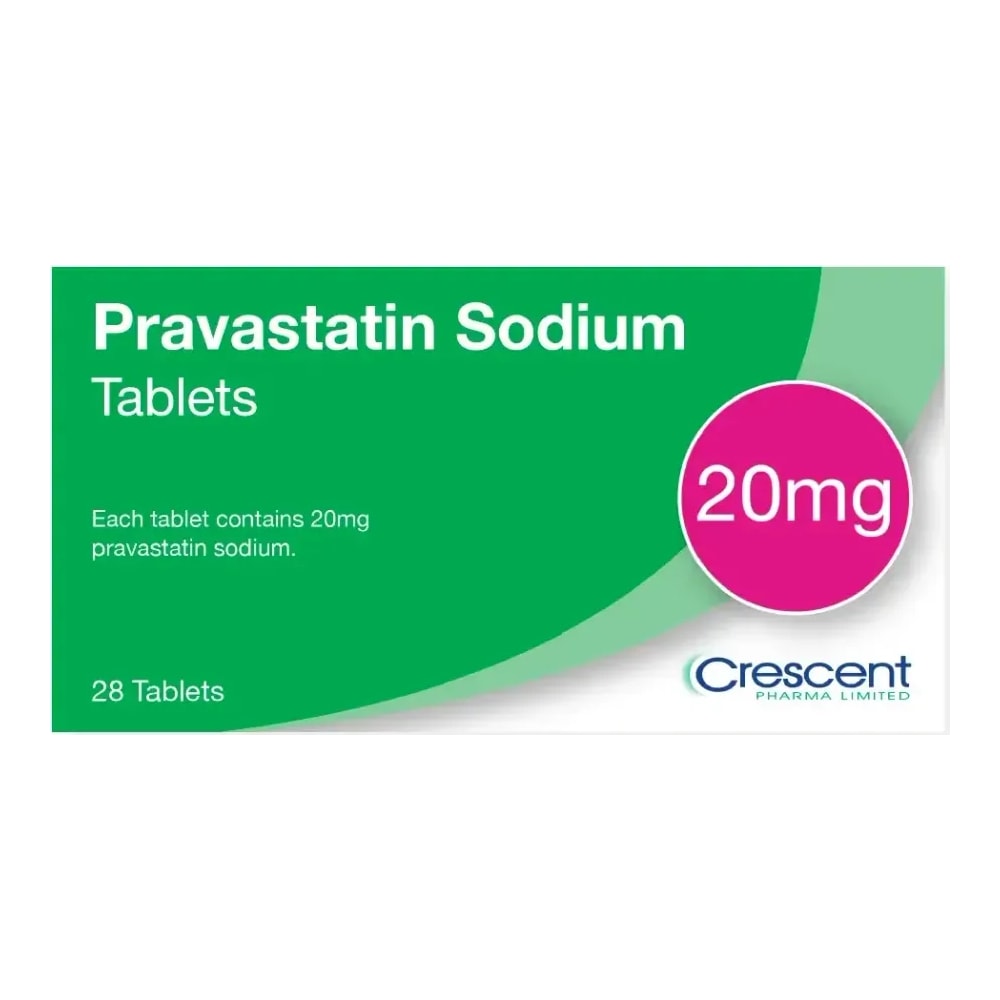 Pravastatin Sodium
Tablets
20mg
Each tablet contains 20mg
pravastatin sodium.
28 Tablets
Crescent
PHARMA LIMITED